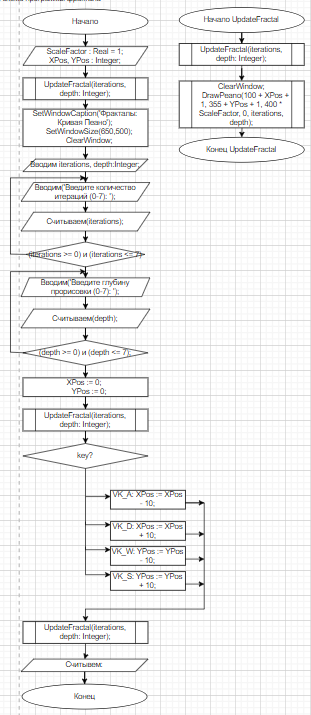 Начало
ScaleFactor : Real = 1;
XPos, YPos : Integer;
UpdateFractal(iterations,
depth: Integer);
SetWindowCaption('Фракталы:
Кривая Пеано');
SetWindowSize(650,500);
ClearWindow;
Вводим iterations, depth:Integer;
Вводим('Введите количество
итераций (0-7): ');
Считываем(iterations);
(iterations >= 0) и (iterations <= 7)
Вводим('Введите глубину
прорисовки (0-7): ');
Считываем(depth);
(depth >= 0) и (depth <= 7);
XPos := 0;
YPos := 0;
UpdateFractal(iterations,
depth: Integer);
key?
VK_A: XPos := XPos
- 10;
VK_D: XPos := XPos
+ 10;
VK_W: YPos := YPos
- 10;
VK_S: YPos := YPos
+ 10;
UpdateFractal(iterations,
depth: Integer);
Считывем:
Конец
Начало UpdateFractal
UpdateFractal(iterations,
depth: Integer);
ClearWindow;
DrawPeano(100 + XPos +
1, 355 + YPos + 1, 400 *
ScaleFactor, 0, iterations,
depth);
Конец UpdateFractal